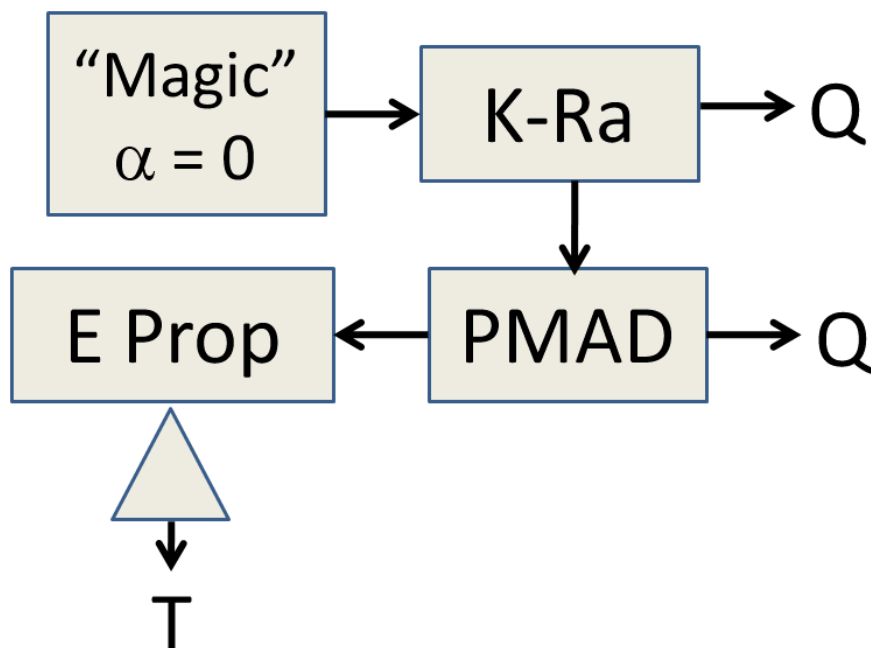 “Magic”
α = 0
K-Ra
Q
E Prop
PMAD
Q
T